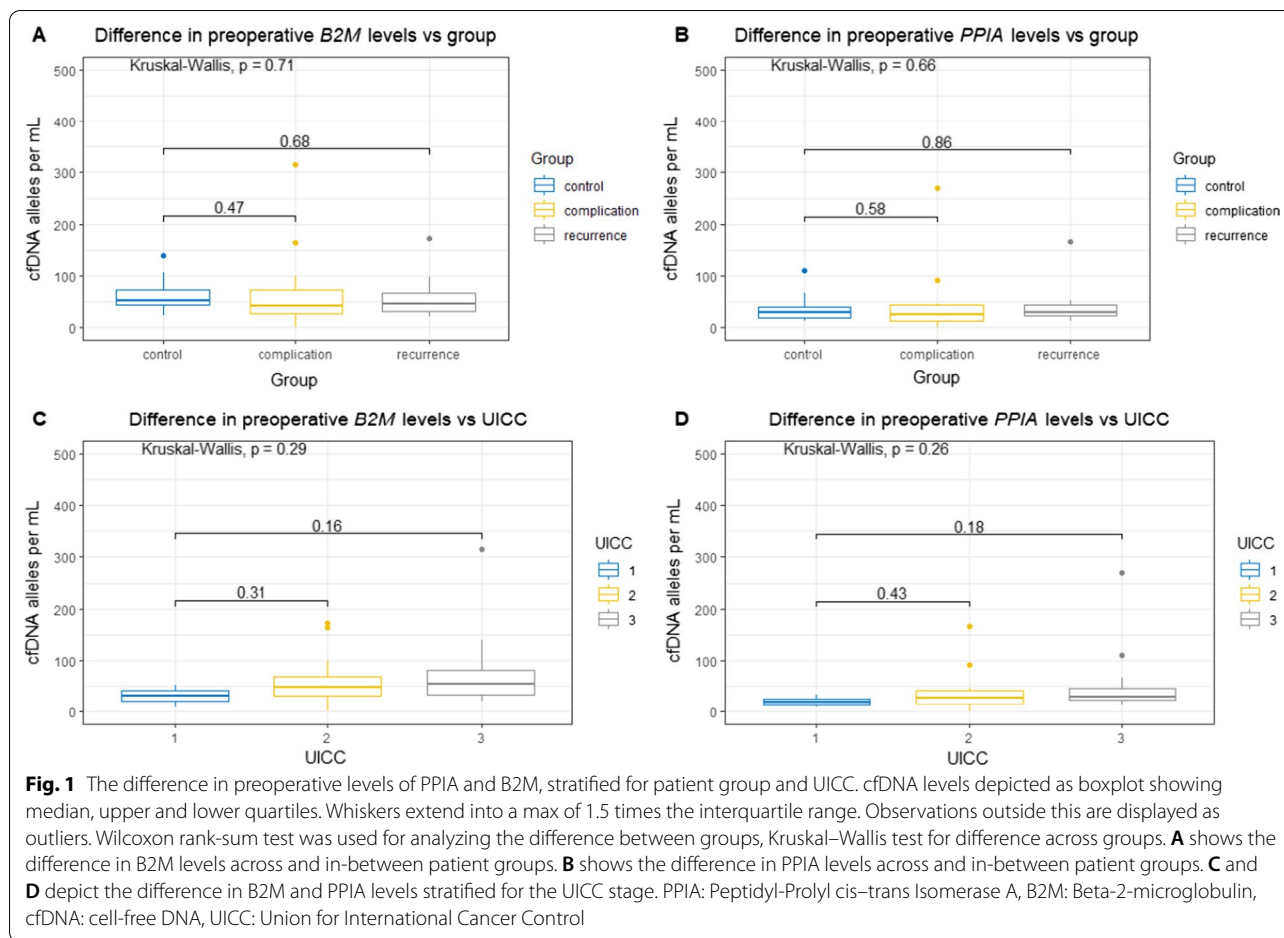 A Difference in preoperative B2M levels vs group
Kruskal-Wallis, p = 0.71
cfDNA alleles per mL
500
400
300
200
100
0
0.68
0.47
control
complication
recurrence
Group
Group
control
complication
recurrence
B Difference in preoperative PPIA levels vs group
Kruskal-Wallis, p = 0.66
cfDNA alleles per mL
500
400
300
200
100
0
0.86
0.58
control
complication
recurrence
Group
Group
control
complication
recurrence
C Difference in preoperative B2M levels vs UICC
Kruskal-Wallis, p = 0.29
cfDNA alleles per mL
500
400
300
200
100
0
0.16
0.31
1
2
3
UICC
UICC
1
2
3
D Difference in preoperative PPIA levels vs UICC
Kruskal-Wallis, p = 0.26
cfDNA alleles per mL
500
400
300
200
100
0
0.18
0.43
1
2
3
UICC
UICC
1
2
3
Fig. 1 The difference in preoperative levels of PPIA and B2M, stratified for patient group and UICC. cfDNA levels depicted as boxplot showing
median, upper and lower quartiles. Whiskers extend into a max of 1.5 times the interquartile range. Observations outside this are displayed as
outliers. Wilcoxon rank-sum test was used for analyzing the difference between groups, Kruskal–Wallis test for difference across groups. A shows the
difference in B2M levels across and in-between patient groups. B shows the difference in PPIA levels across and in-between patient groups. C and
D depict the difference in B2M and PPIA levels stratified for the UICC stage. PPIA: Peptidyl-Prolyl cis–trans Isomerase A, B2M: Beta-2-microglobulin,
cfDNA: cell-free DNA, UICC: Union for International Cancer Control